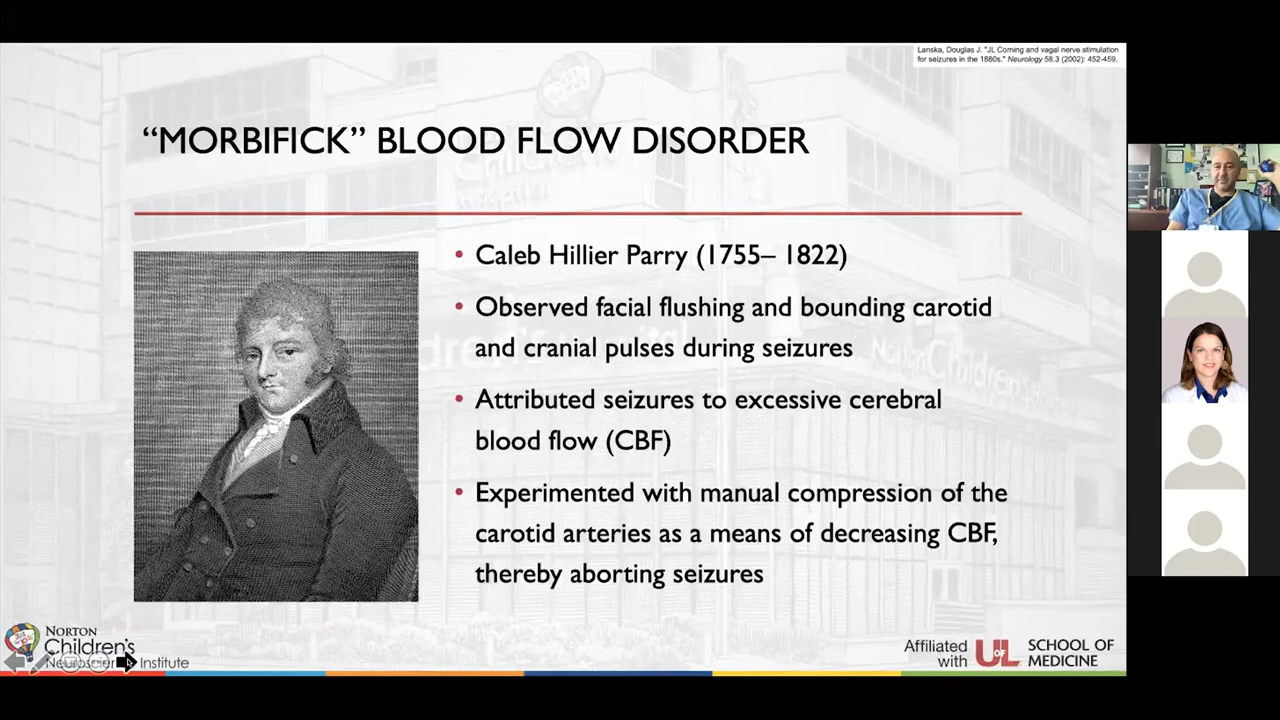 Lanska, Douglas J. "JL Corning and vagal nerve stimulation
for seizures in the 1880s." Neurology 58.3 (2002): 452-459.
“MORBIFICK” BLOOD FLOW DISORDER
• Caleb Hillier Parry (1755– 1822)
• Observed facial flushing and bounding carotid
and cranial pulses during seizures
• Attributed seizures to excessive cerebral
blood flow (CBF)
• Experimented with manual compression of the
carotid arteries as a means of decreasing CBF,
thereby aborting seizures
NORTON
Children's
Institute
Affiliated
with
UOFL
SCHOOL OF
MEDICINE